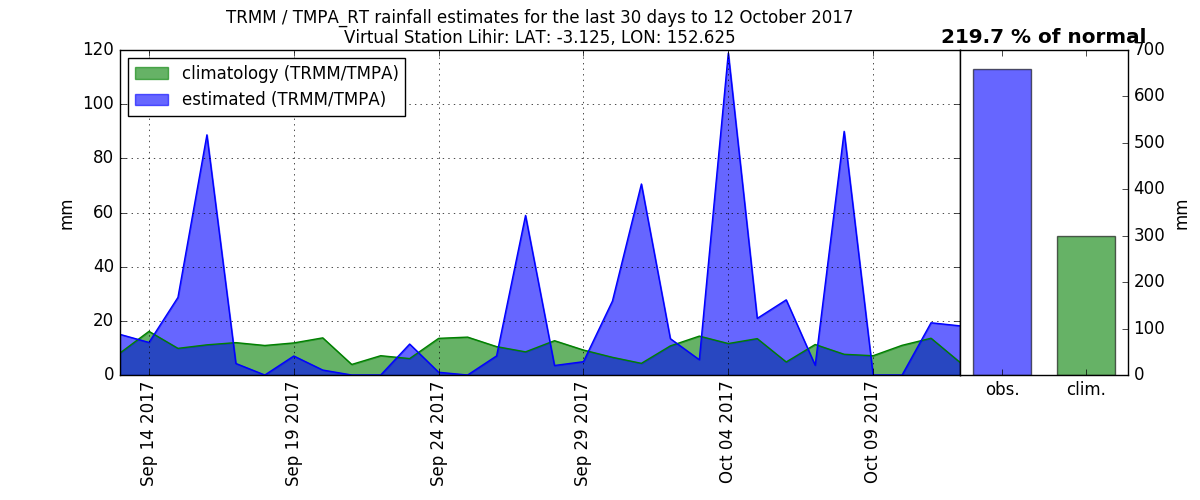 TRMM / TMPA_RT rainfall estimates for the last 30 days to 12 October 2017
Virtual Station Lihir: LAT: -3.125, LON: 152.625
219.7 % of normal
climatology (TRMM/TMPA)
estimated (TRMM/TMPA)
120
100
80
60
40
20
0
mm
Sep 14 2017
Sep 19 2017
Sep 24 2017
Sep 29 2017
Oct 04 2017
Oct 09 2017
700
600
500
400
300
200
100
0
mm
obs.
clim.